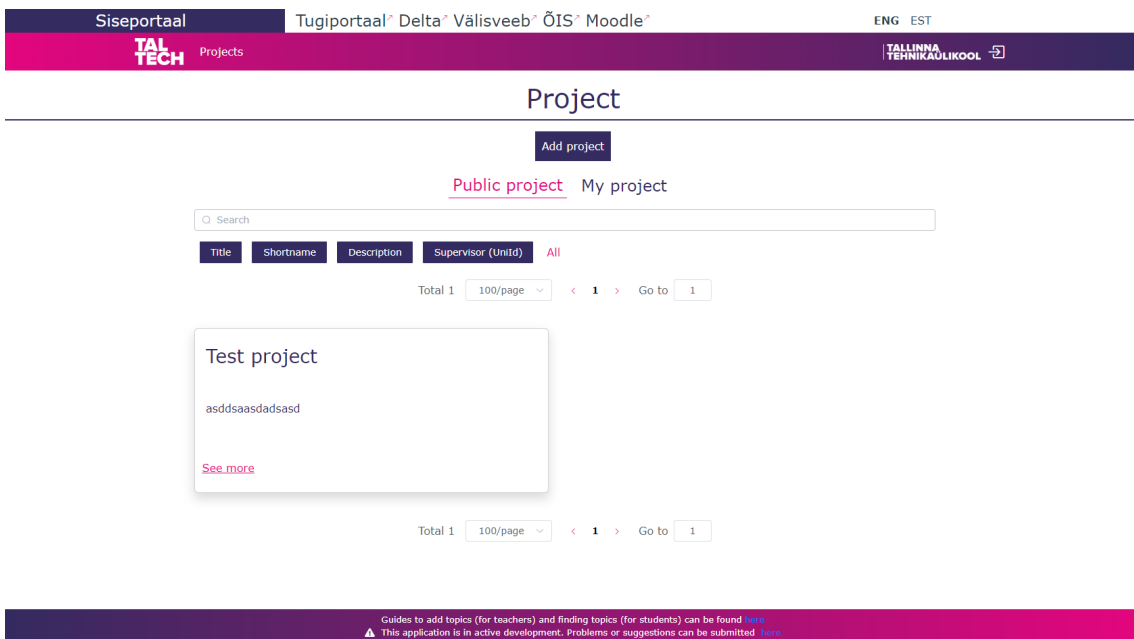 Siseportaal Tugiportaal Delta Välisveeb ÕIS Moodle ENG EST
TAL TECH Projects TALLINNA TEHNIKAÜLIKOOL
Project
Add project
Public project My project
Search
Title Shortname Description Supervisor (UniId) All
Total 1 100/page < 1 > Go to 1
Test project
asddsaasdadsasd
See more
Total 1 100/page < 1 > Go to 1
Guides to add topics (for teachers) and finding topics (for students) can be found here
This application is in active development. Problems or suggestions can be submitted here